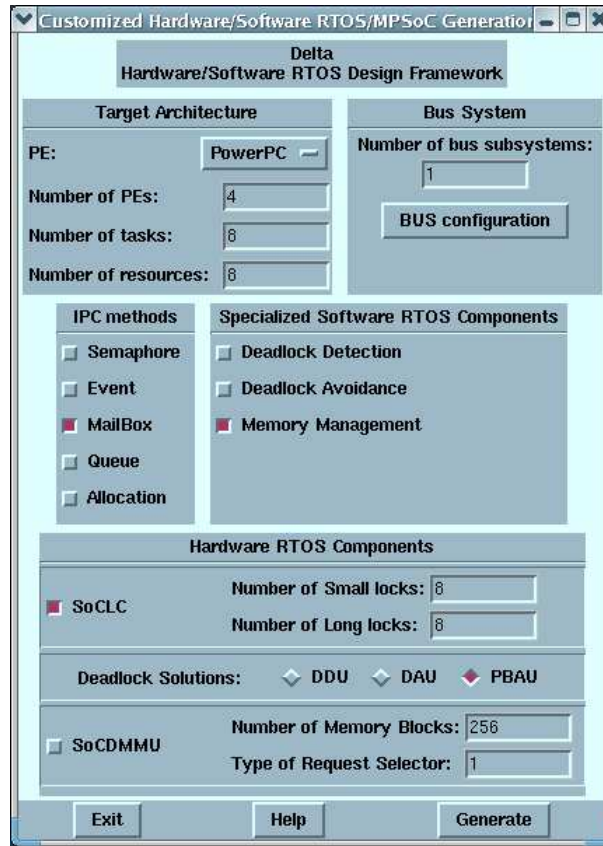 Customized Hardware/Software RTOS/MPSoC Generation
Delta
Hardware/Software RTOS Design Framework
Target Architecture
PE: PowerPC
Number of PEs: 4
Number of tasks: 8
Number of resources: 8
Bus System
Number of bus subsystems:
1
BUS configuration
IPC methods
Semaphore
Event
MailBox
Queue
Allocation
Specialized Software RTOS Components
Deadlock Detection
Deadlock Avoidance
Memory Management
Hardware RTOS Components
SoCLC
Number of Small locks: 8
Number of Long locks: 8
Deadlock Solutions: DDU DAU PBAU
SoCDMMU
Number of Memory Blocks: 256
Type of Request Selector: 1
Exit Help Generate